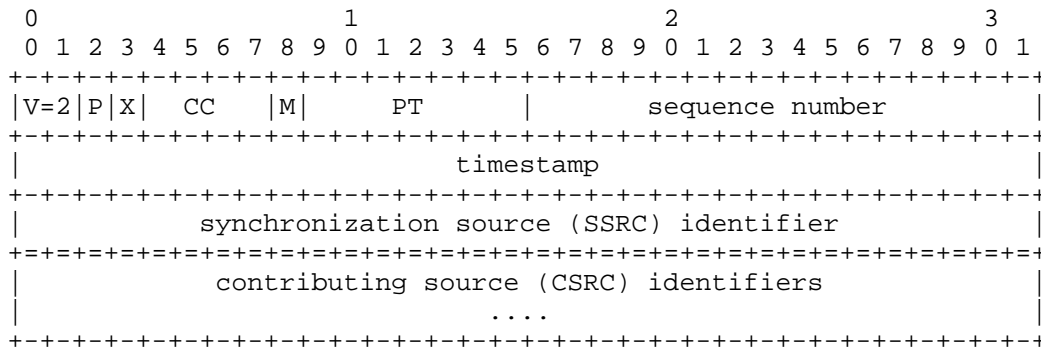 0                   1                   2                   3
 0 1 2 3 4 5 6 7 8 9 0 1 2 3 4 5 6 7 8 9 0 1 2 3 4 5 6 7 8 9 0 1
+-+-+-+-+-+-+-+-+-+-+-+-+-+-+-+-+-+-+-+-+-+-+-+-+-+-+-+-+-+-+-+-+
|V=2|P|X|  CC   |M|     PT      |       sequence number         |
+-+-+-+-+-+-+-+-+-+-+-+-+-+-+-+-+-+-+-+-+-+-+-+-+-+-+-+-+-+-+-+-+
|                           timestamp                           |
+-+-+-+-+-+-+-+-+-+-+-+-+-+-+-+-+-+-+-+-+-+-+-+-+-+-+-+-+-+-+-+-+
|           synchronization source (SSRC) identifier            |
+=+=+=+=+=+=+=+=+=+=+=+=+=+=+=+=+=+=+=+=+=+=+=+=+=+=+=+=+=+=+=+=+
|            contributing source (CSRC) identifiers             |
|                             ....                              |
+-+-+-+-+-+-+-+-+-+-+-+-+-+-+-+-+-+-+-+-+-+-+-+-+-+-+-+-+-+-+-+-+